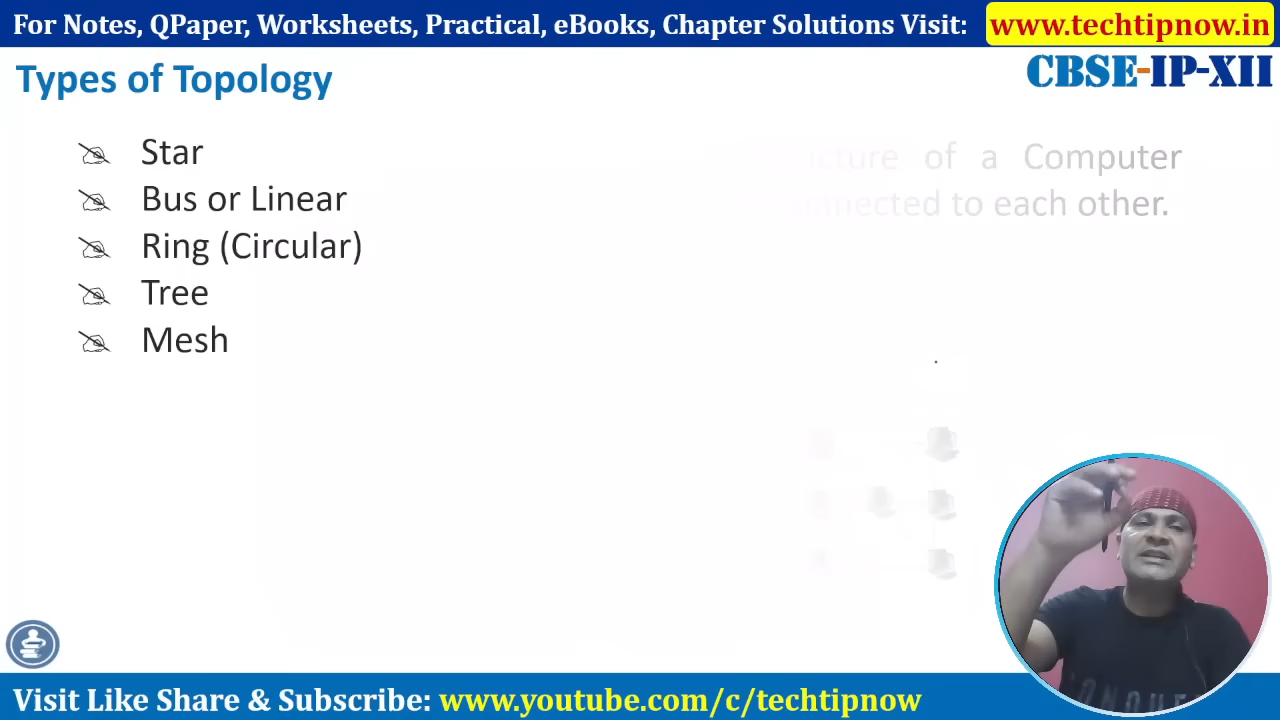 For Notes, QPaper, Worksheets, Practical, eBooks, Chapter Solutions Visit: www.techtipnow.in
Types of Topology
CBSE-IP-XII
Star
of a Computer
Bus or Linear
to each other.
Ring (Circular)
Tree
Mesh
Visit Like Share & Subscribe: www.youtube.com/c/techtipnow